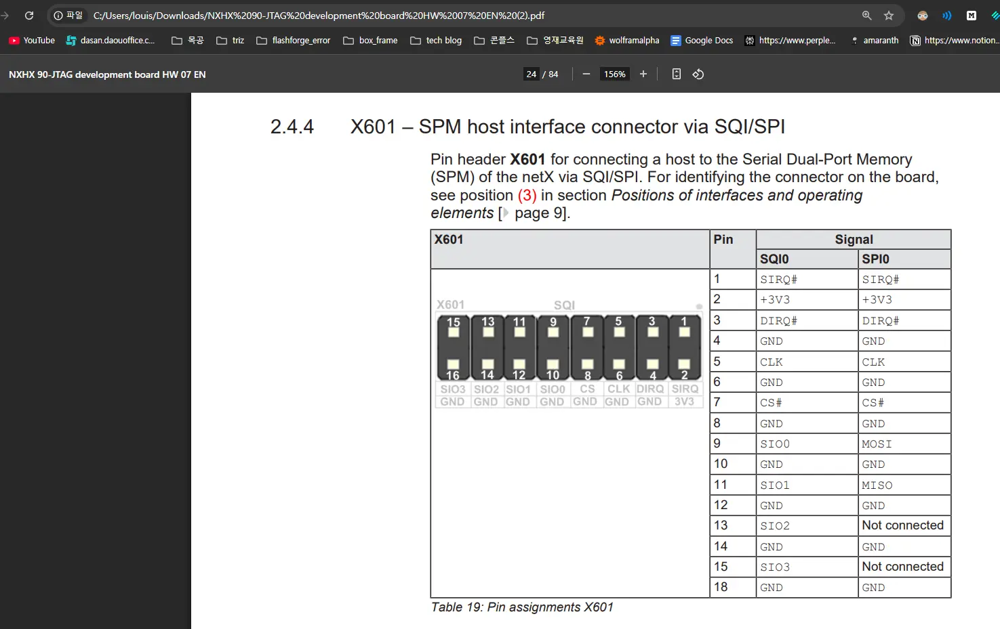 파일
C:/Users/louis/Downloads/NXHX%2090-JTAG%20development%20board%20HW%2007%20EN%20(2).pdf
YouTube dasan.daouoffice.c... 목공 triz flashforge_error box_frame tech blog 콘플스 영재교육원 wolframalpha Google Docs https://www.perple... amaranth https://www.notion...
NXHX 90-JTAG development board HW 07 EN 24 / 84 156%
2.4.4 X601 – SPM host interface connector via SQI/SPI
Pin header X601 for connecting a host to the Serial Dual-Port Memory
(SPM) of the netX via SQI/SPI. For identifying the connector on the board,
see position (3) in section Positions of interfaces and operating
elements [ page 9].
X601 Pin Signal
SQI0 SPI0
X601 SQI
15 13 11 9 7 5 3 1
16 14 12 10 8 6 4 2
SIO3 SIO2 SIO1 SIO0 CS CLK DIRQ SIRQ
GND GND GND GND GND GND GND 3V3
1 SIRQ# SIRQ#
2 +3V3 +3V3
3 DIRQ# DIRQ#
4 GND GND
5 CLK CLK
6 GND GND
7 CS# CS#
8 GND GND
9 SIO0 MOSI
10 GND GND
11 SIO1 MISO
12 GND GND
13 SIO2 Not connected
14 GND GND
15 SIO3 Not connected
18 GND GND
Table 19: Pin assignments X601